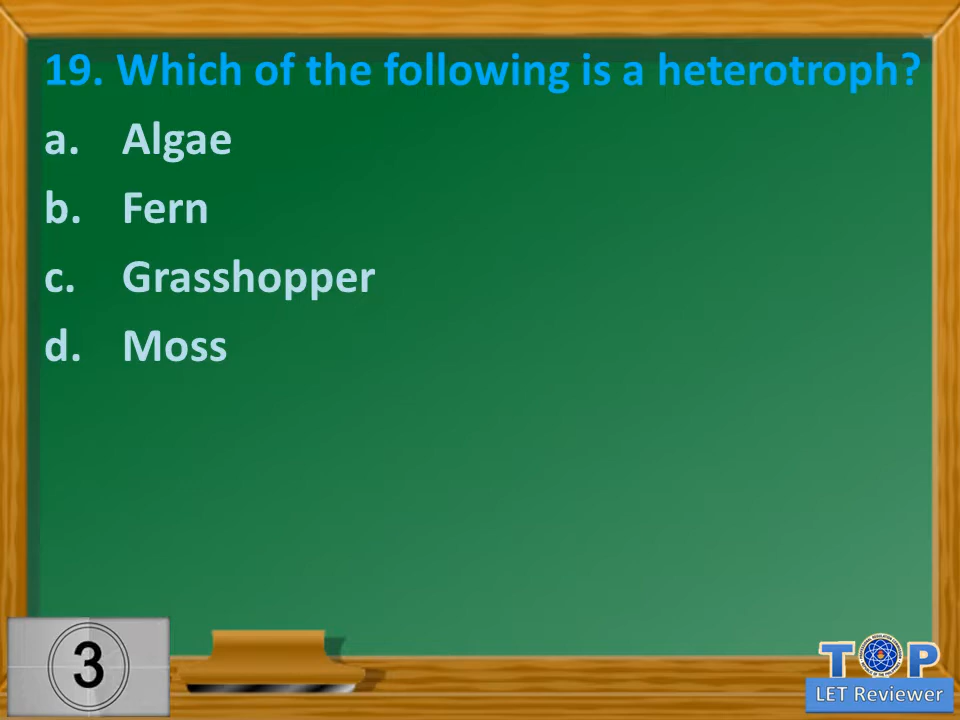 19. Which of the following is a heterotroph?
a. Algae
b. Fern
c. Grasshopper
d. Moss
3
TOP
LET Reviewer